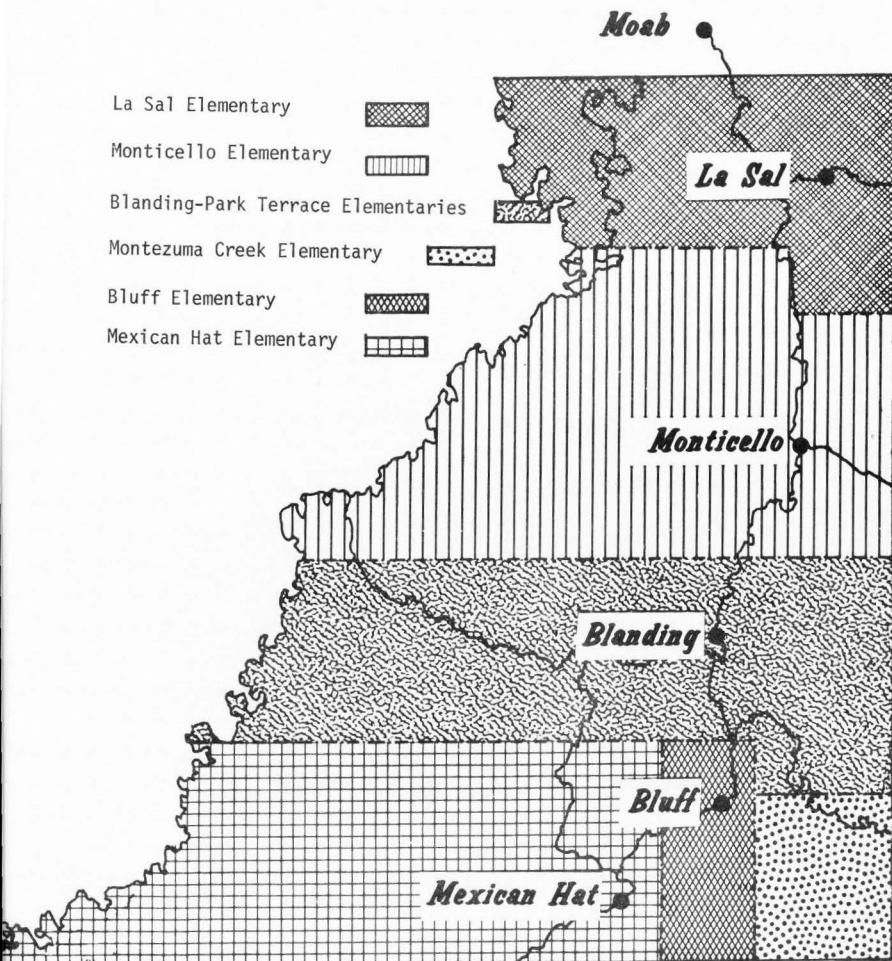 Moab
La Sal Elementary
Monticello Elementary
La Sal
Blanding-Park Terrace Elementaries
Montezuma Creek Elementary
Bluff Elementary
Mexican Hat Elementary
Monticello
Blanding
Bluff
Mexican Hat